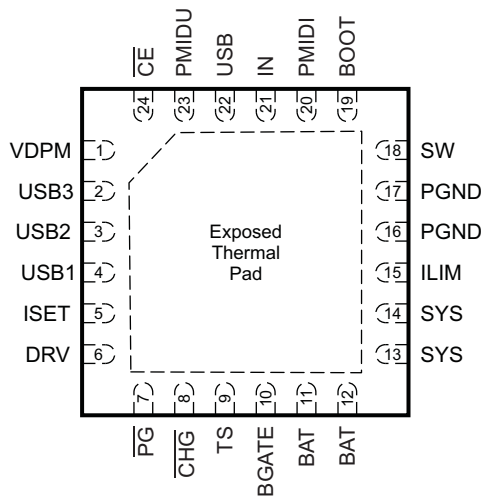 CE PMIDU USB IN PMIDI BOOT
24 23 22 21 20 19
VDPM 1 18 SW
USB3 2 17 PGND
USB2 3 16 PGND
USB1 4 15 ILIM
ISET 5 14 SYS
DRV 6 13 SYS
Exposed
Thermal
Pad
7 8 9 10 11 12
PG CHG TS BGATE BAT BAT